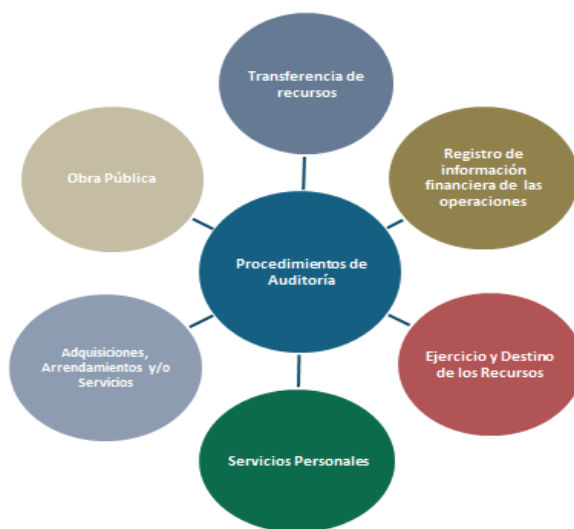 Transferencia de
recursos
Obra Pública
Registro de
información
financiera de las
operaciones
Procedimientos de
Auditoría
Adquisiciones,
Arrendamientos y/o
Servicios
Ejercicio y Destino
de los Recursos
Servicios Personales